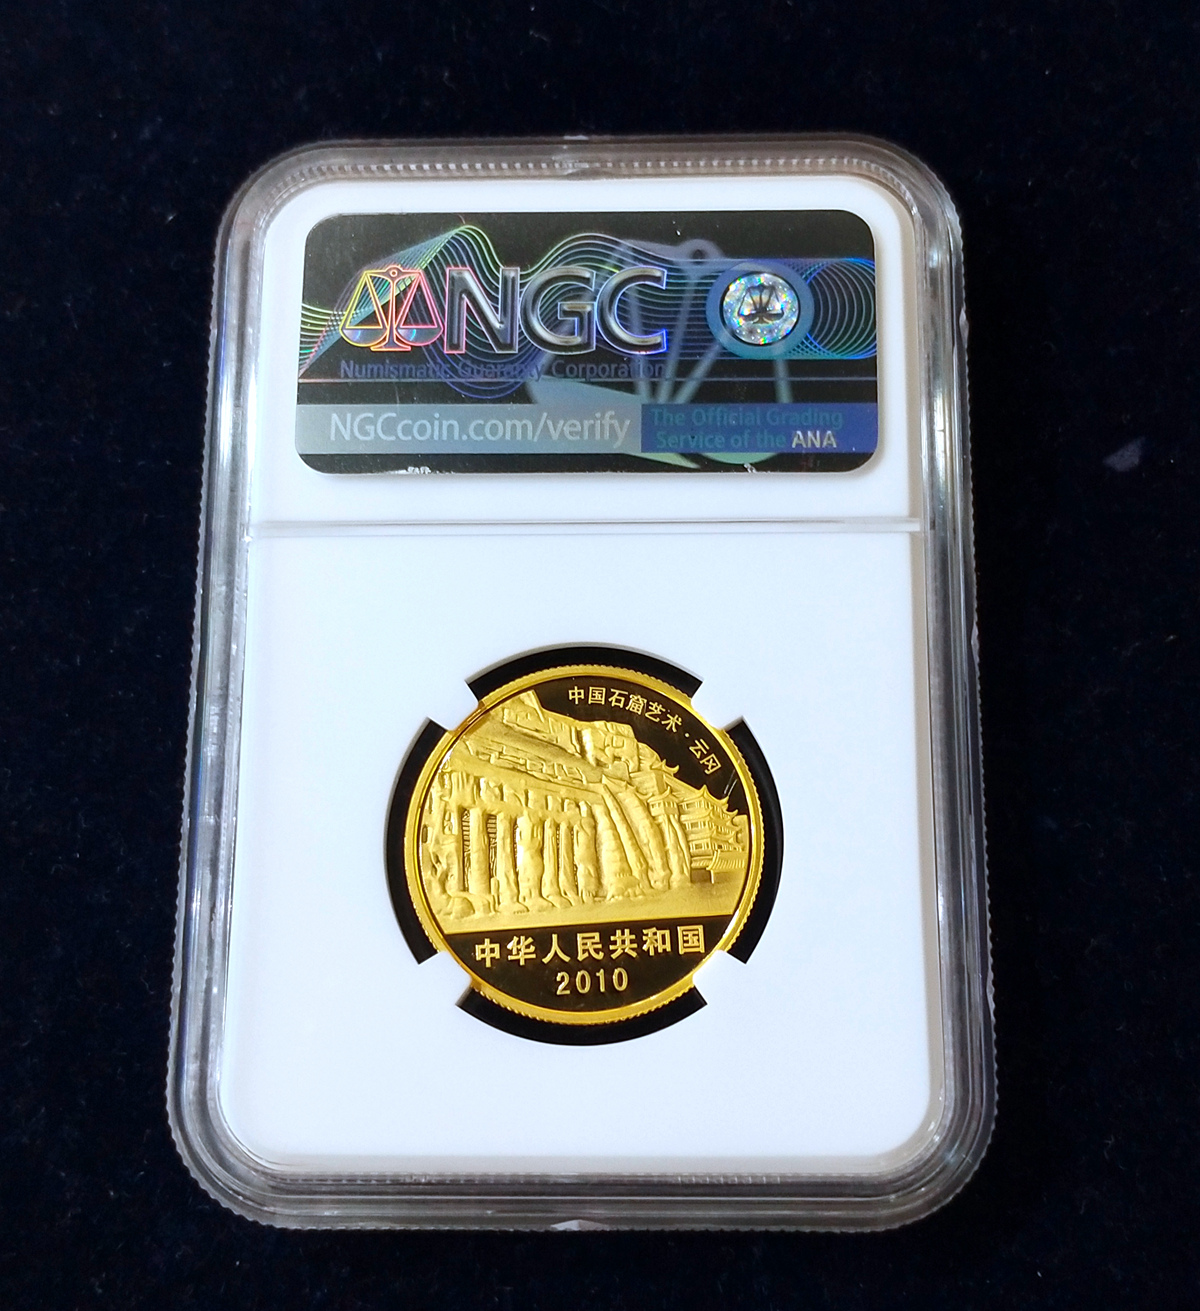 NGC
Numismatic Guaranty Corporation
NGCcoin.com/verify
The Official Grading
Service of the ANA
中国石窟艺术·云冈
中华人民共和国
2010